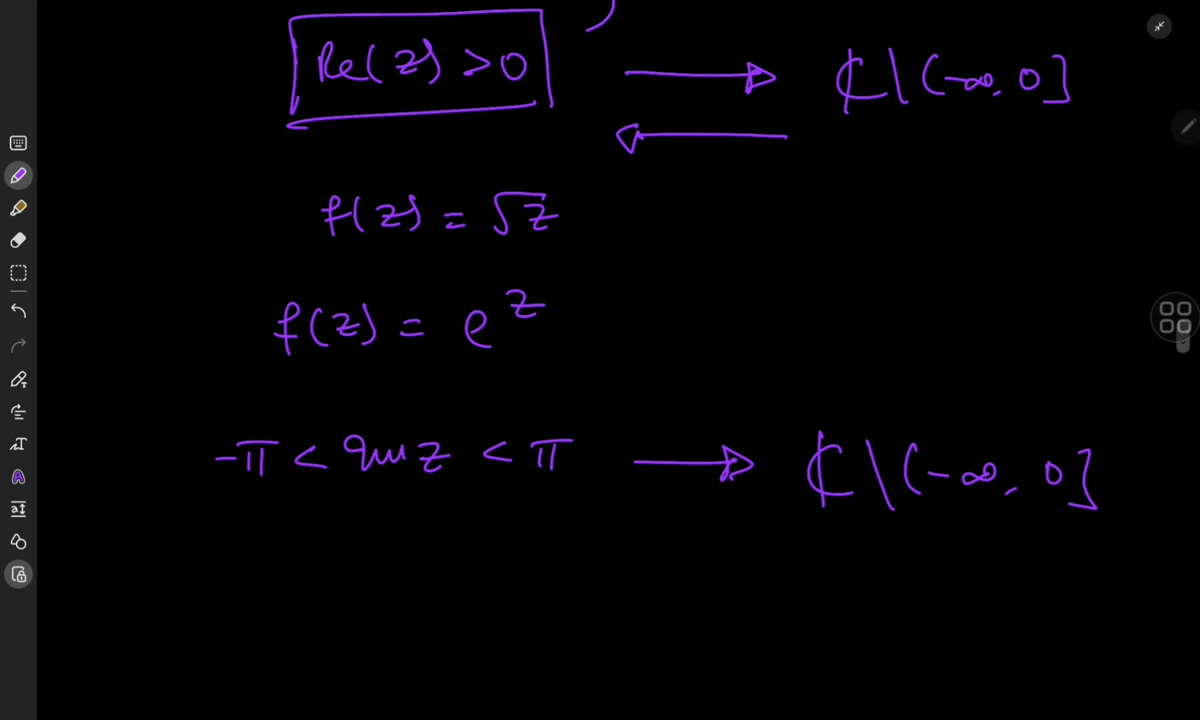 Re(z) > 0 → ℂ \ (-∞, 0]
←
f(z) = √z
f(z) = e^z
-π < Im z < π → ℂ \ (-∞, 0]